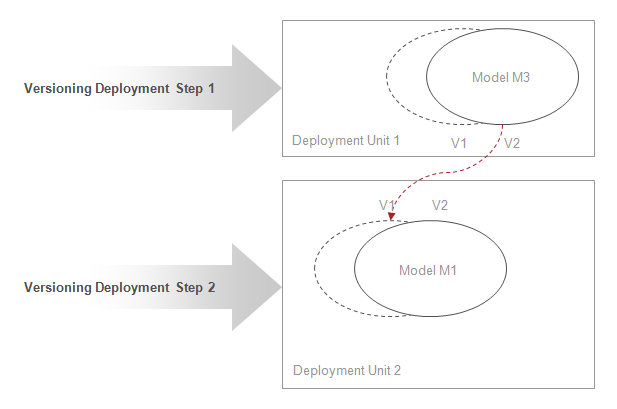 Versioning Deployment Step 1
Model M3
Deployment Unit 1
V1 V2
V1 V2
Versioning Deployment Step 2
Model M1
Deployment Unit 2